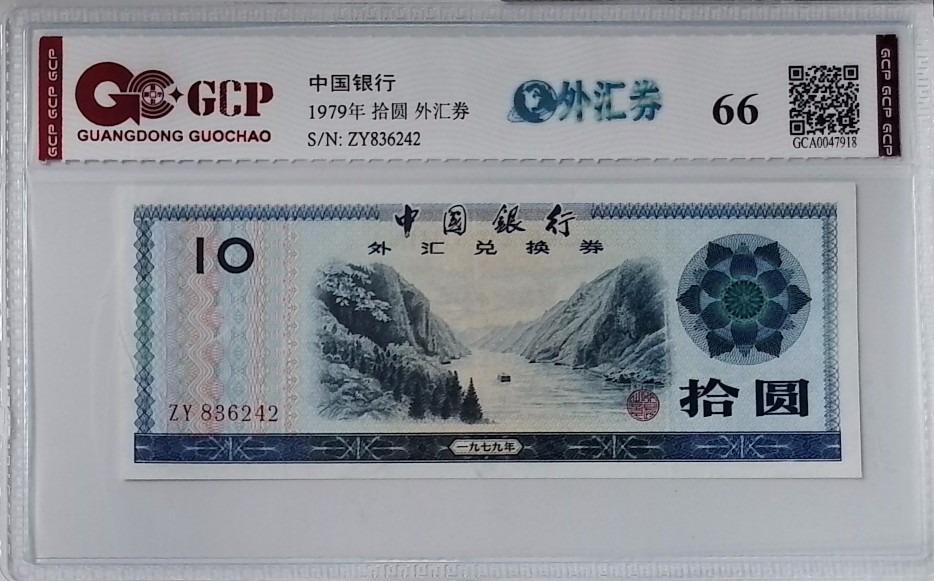 GCP GCP GCP
GCP
GUANGDONG GUOCHAO
中国银行
1979年 拾圆 外汇券
S/N: ZY836242
外汇券
66
GCA0047918
GCP GCP GCP
中國銀行
外汇兑换券
10
ZY 836242
拾圆
一九七九年